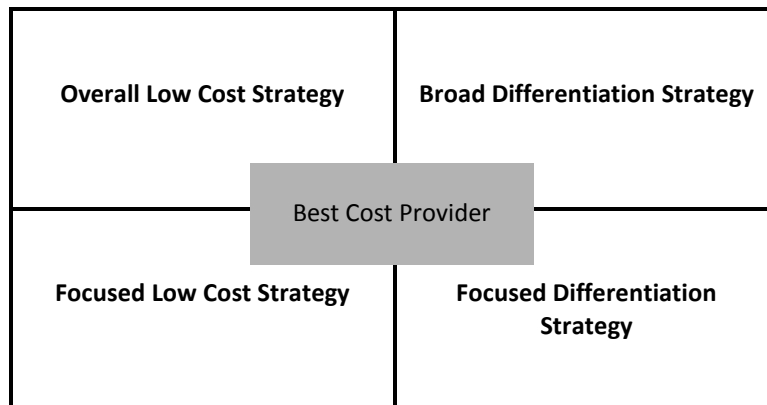 Overall Low Cost Strategy
Broad Differentiation Strategy
Best Cost Provider
Focused Low Cost Strategy
Focused Differentiation
Strategy